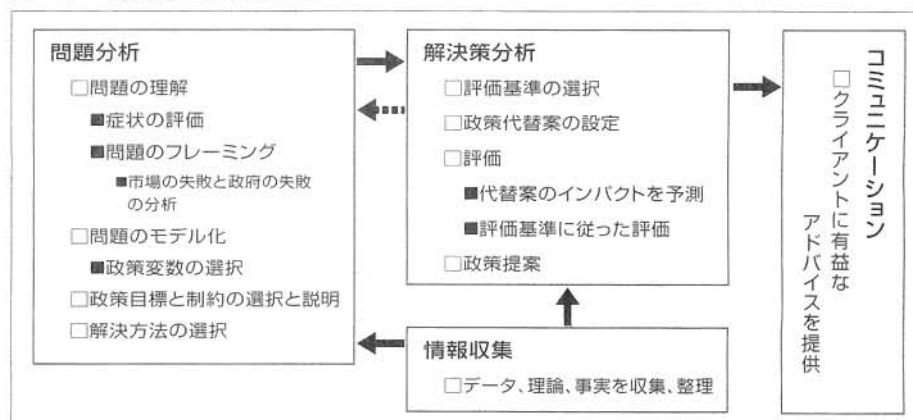 問題分析
□問題の理解
■症状の評価
■問題のフレーミング
■市場の失敗と政府の失敗
の分析
□問題のモデル化
■政策変数の選択
□政策目標と制約の選択と説明
□解決方法の選択
解決策分析
□評価基準の選択
□政策代替案の設定
□評価
■代替案のインパクトを予測
■評価基準に従った評価
□政策提案
情報収集
□データ、理論、事実を収集、整理
コミュニケーション
□クライアントに有益な
アドバイスを提供